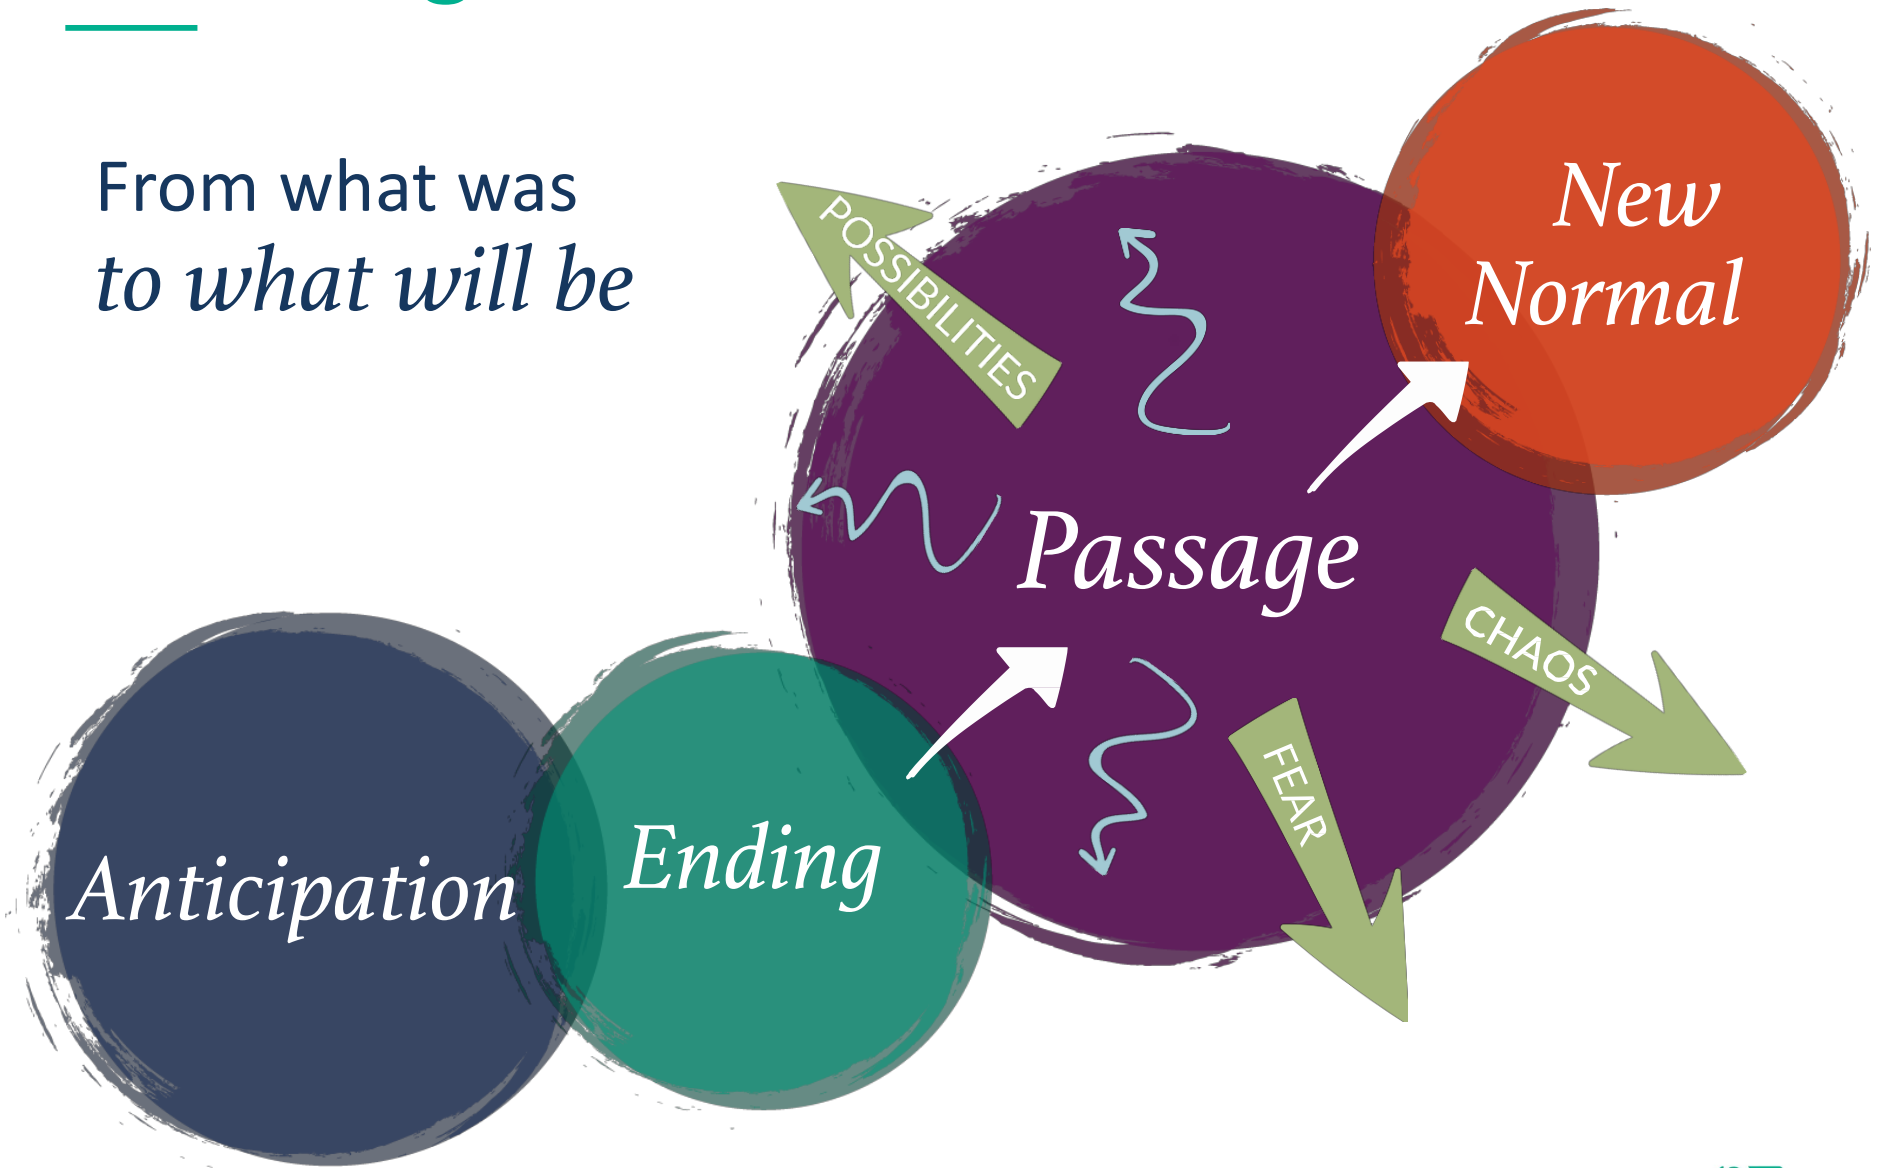 From what was
to what will be
New
Normal
POSSIBILITIES
Passage
CHAOS
FEAR
Ending
Anticipation